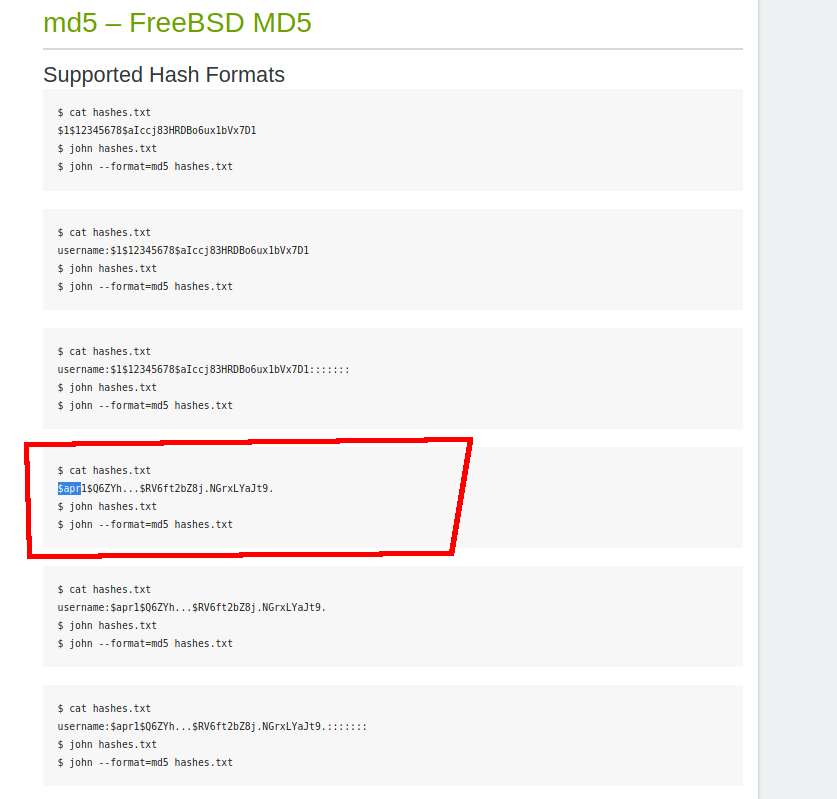 md5 – FreeBSD MD5
Supported Hash Formats
$ cat hashes.txt
$1$12345678$aIccj83HRDBo6ux1bVx7D1
$ john hashes.txt
$ john --format=md5 hashes.txt
$ cat hashes.txt
username:$1$12345678$aIccj83HRDBo6ux1bVx7D1
$ john hashes.txt
$ john --format=md5 hashes.txt
$ cat hashes.txt
username:$1$12345678$aIccj83HRDBo6ux1bVx7D1:::::::
$ john hashes.txt
$ john --format=md5 hashes.txt
$ cat hashes.txt
$apr1$Q6ZYh...$RV6ft2bZ8j.NGrxLYaJt9.
$ john hashes.txt
$ john --format=md5 hashes.txt
$ cat hashes.txt
username:$apr1$Q6ZYh...$RV6ft2bZ8j.NGrxLYaJt9.
$ john hashes.txt
$ john --format=md5 hashes.txt
$ cat hashes.txt
username:$apr1$Q6ZYh...$RV6ft2bZ8j.NGrxLYaJt9.:::::::
$ john hashes.txt
$ john --format=md5 hashes.txt